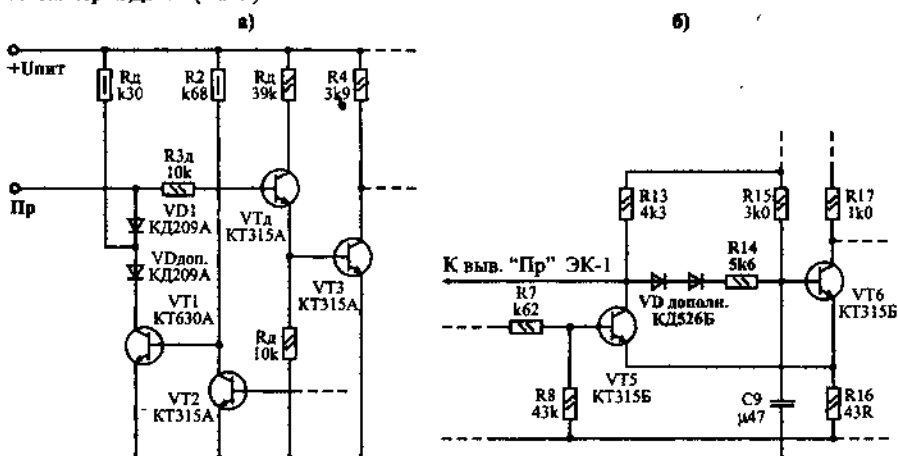 а)
б)
+Uпит
Rд
k30
R2
k68
Rд
39k
R4
3k9
R3д
10k
Пр
VD1
КД209А
VTд
КТ315А
VDдоп.
КД209А
VT3
КТ315А
VT1
КТ630А
Rд
10k
VT2
КТ315А
R13
4k3
R15
3k0
R17
1k0
R14
5k6
К выв. "Пр" ЭК-1
VD дополн.
КД526Б
VT6
КТ315Б
R7
k62
VT5
КТ315Б
R8
43k
C9
μ47
R16
43R